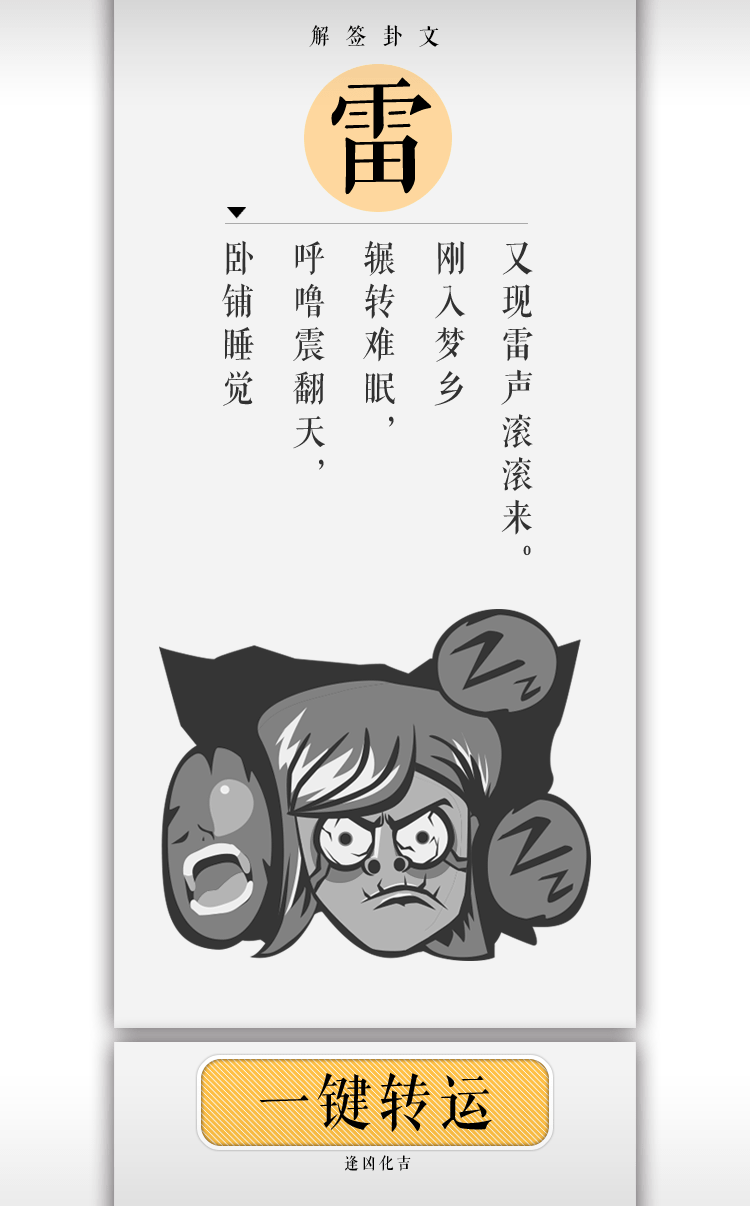 解签卦文
雷
卧铺睡觉
呼噜震翻天，
辗转难眠，
刚入梦乡
又现雷声滚滚来。
一键转运
逢凶化吉